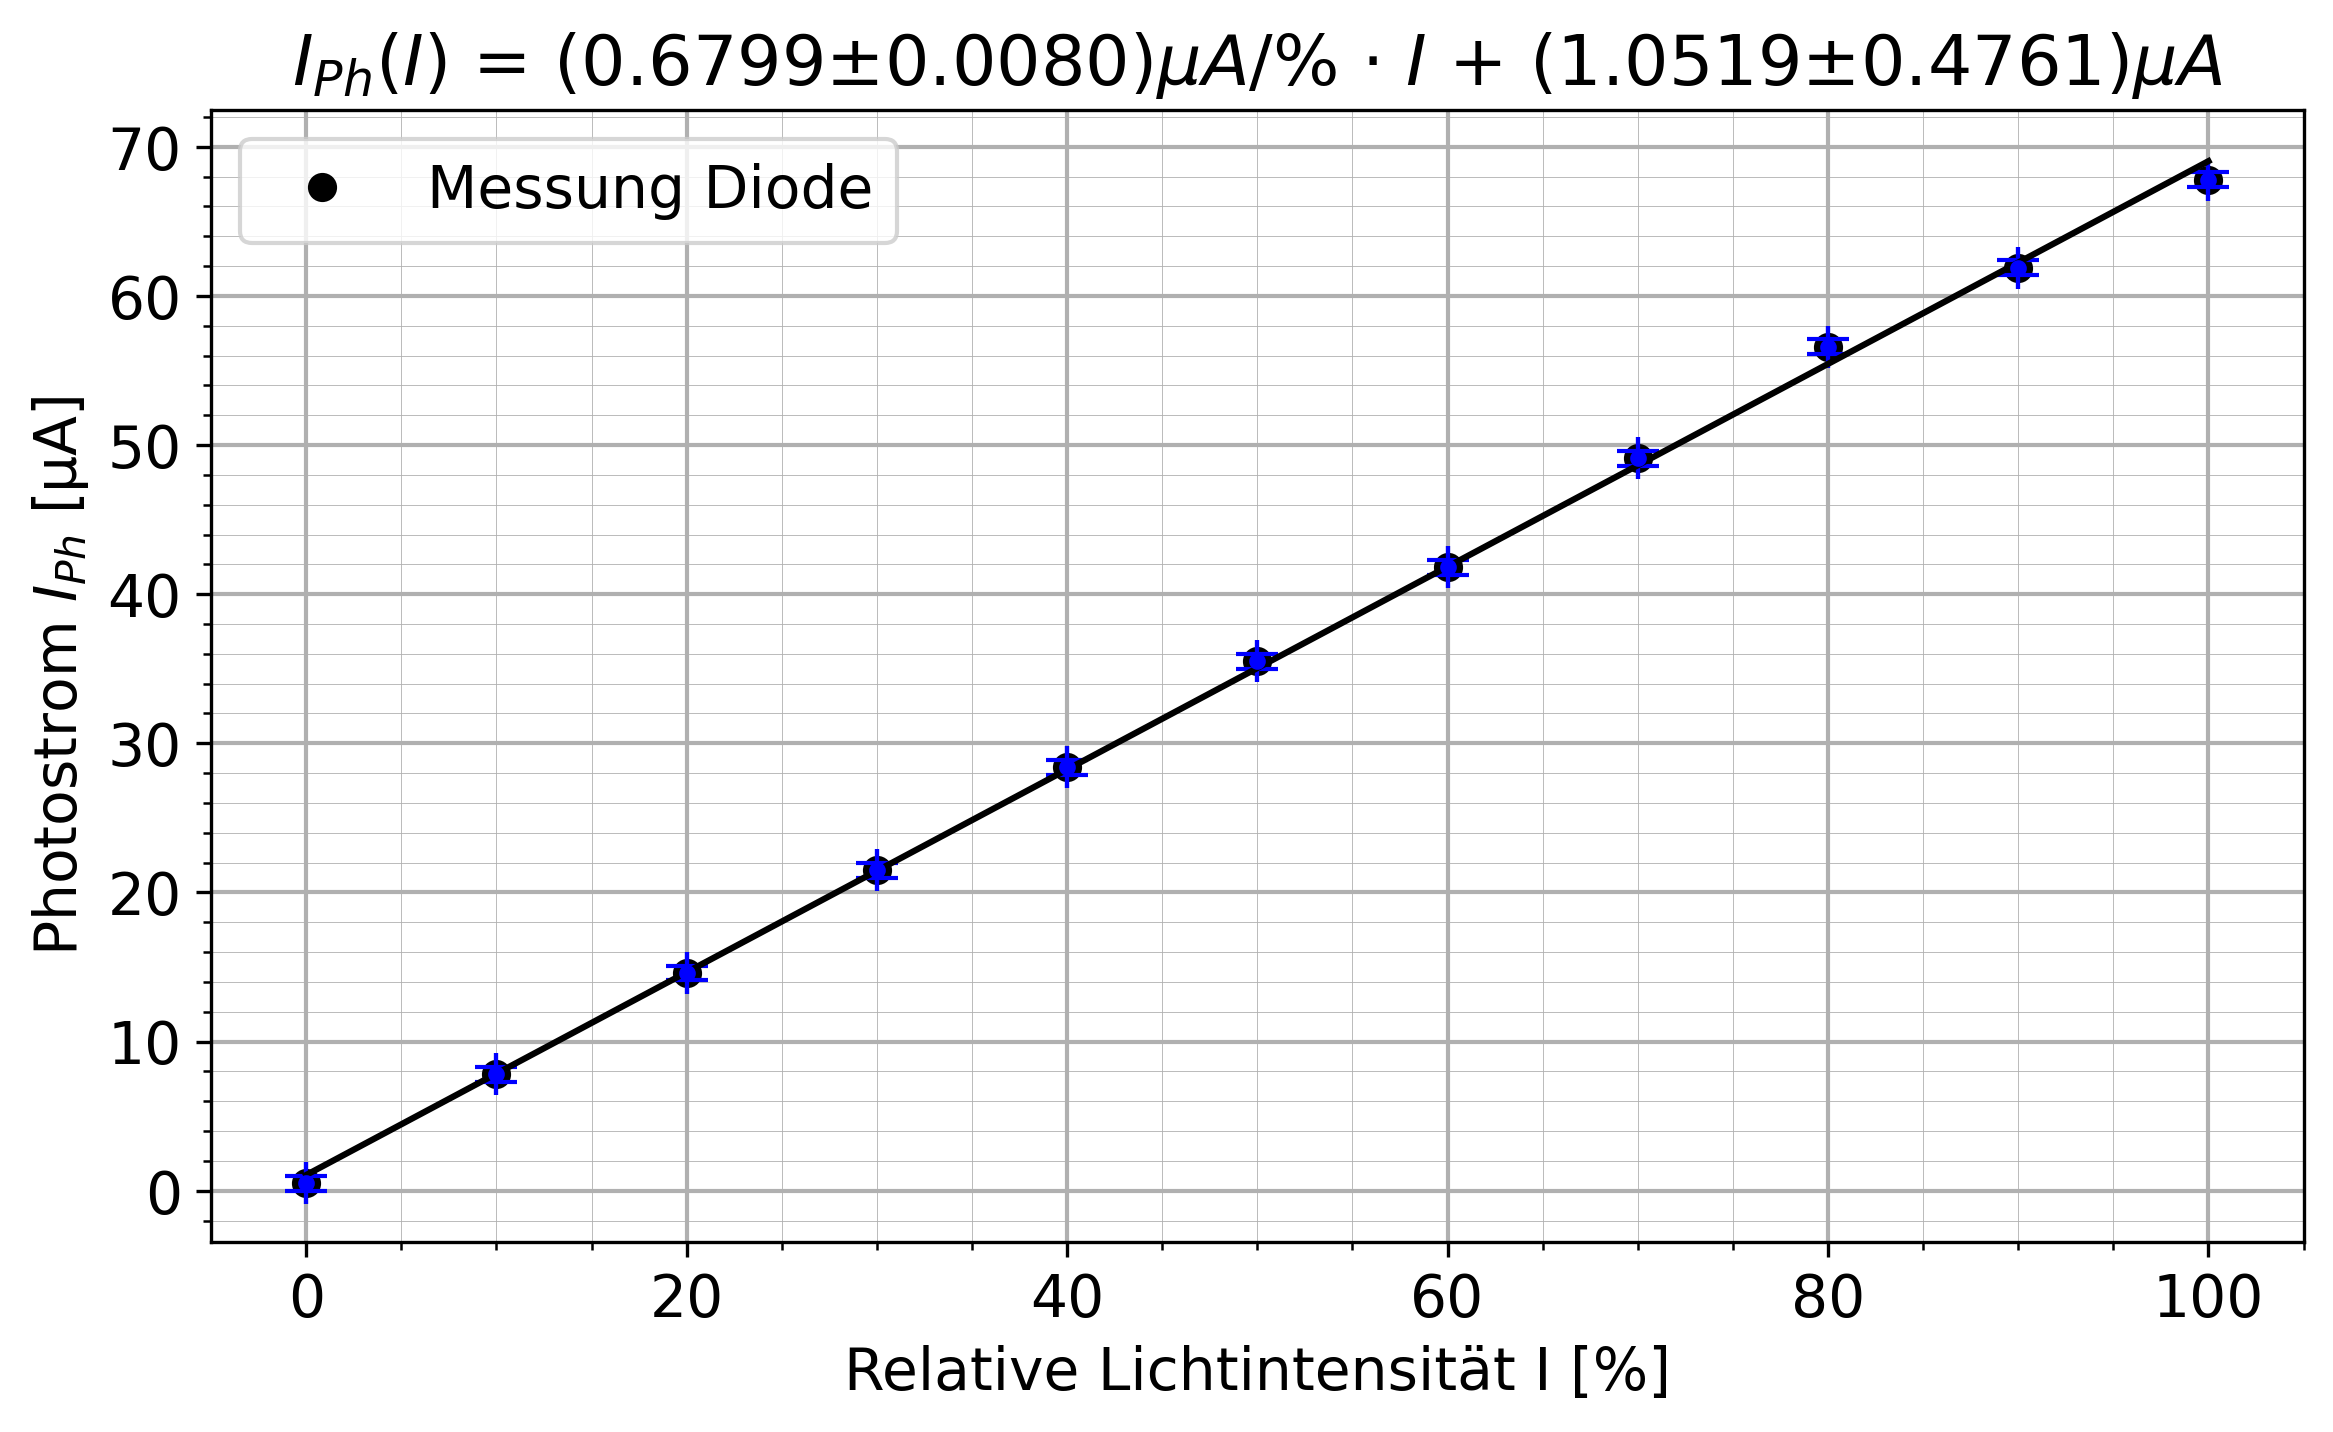 I_Ph(I) = (0.6799±0.0080)μA/% · I + (1.0519±0.4761)μA
Messung Diode
70
60
50
40
30
20
10
0
Photostrom I_Ph [µA]
0 20 40 60 80 100
Relative Lichtintensität I [%]